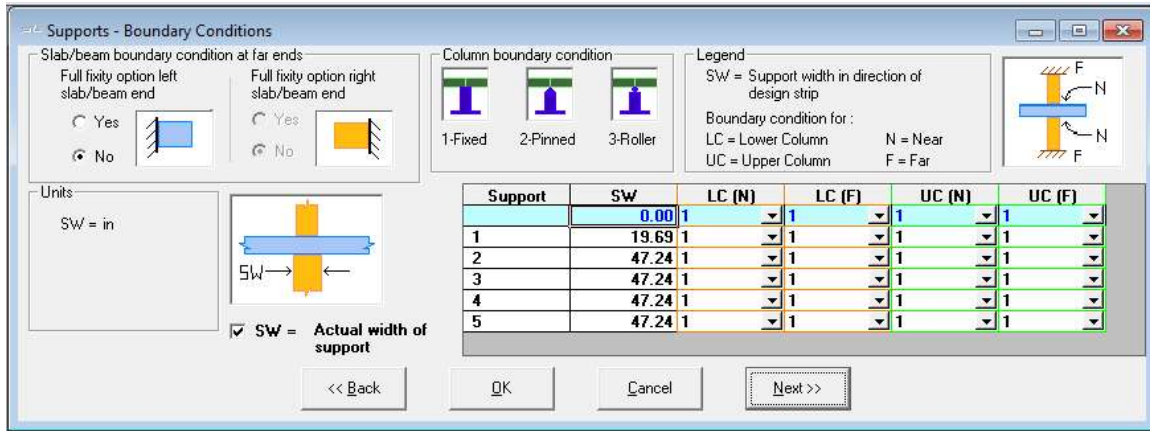 Supports - Boundary Conditions
Slab/beam boundary condition at far ends
Full fixity option left
slab/beam end
Yes
No
Full fixity option right
slab/beam end
Yes
No
Column boundary condition
1-Fixed 2-Pinned 3-Roller
Legend
SW = Support width in direction of
design strip
Boundary condition for :
LC = Lower Column N = Near
UC = Upper Column F = Far
F
N
N
F
Units
SW = in
SW
SW = Actual width of
support
Support SW LC (N) LC (F) UC (N) UC (F)
0.00 1 1 1 1
1 19.69 1 1 1 1
2 47.24 1 1 1 1
3 47.24 1 1 1 1
4 47.24 1 1 1 1
5 47.24 1 1 1 1
<< Back OK Cancel Next >>